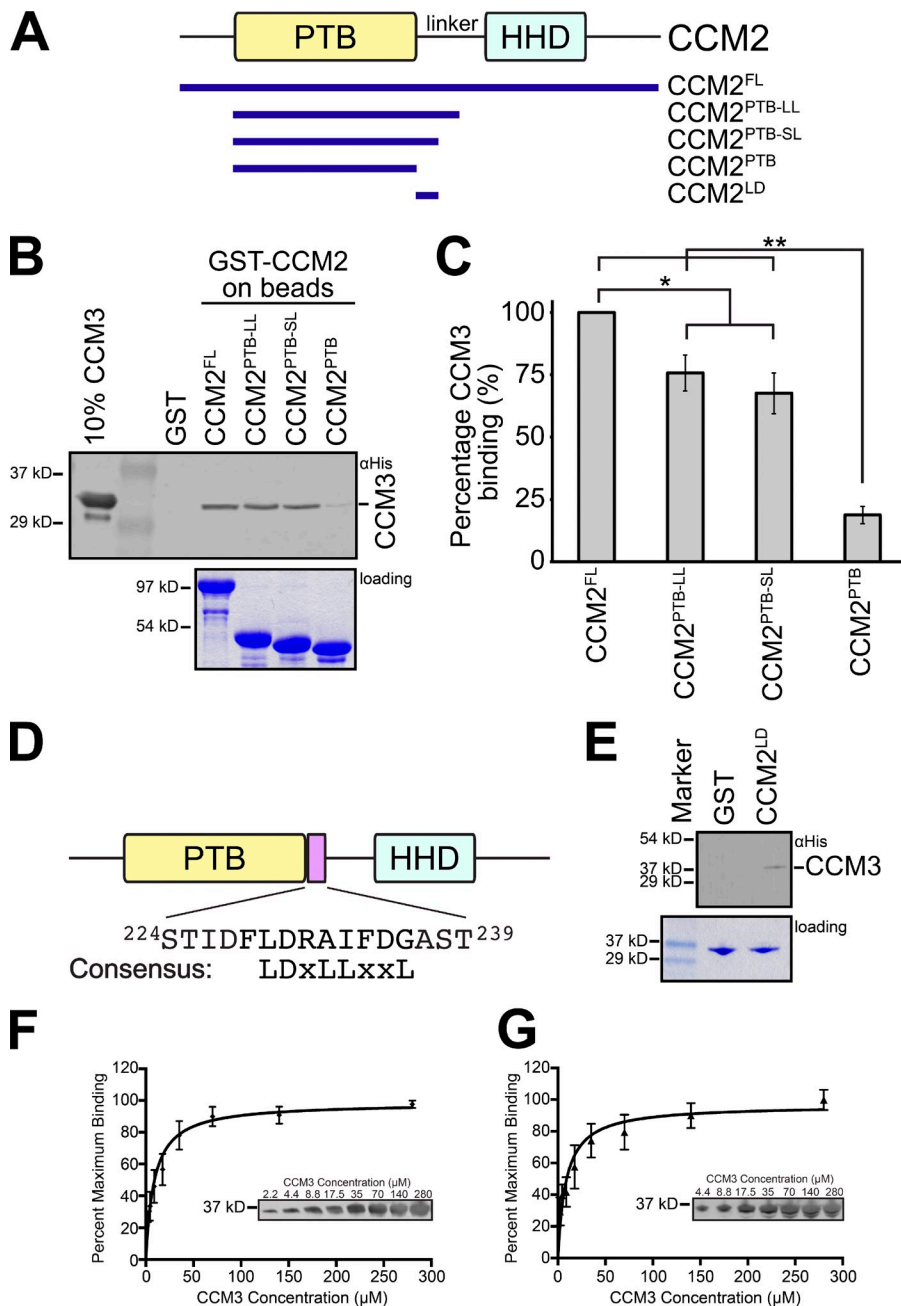 A
PTB
linker
HHD
CCM2
CCM2FL
CCM2PTB-LL
CCM2PTB-SL
CCM2PTB
CCM2LD
B
GST-CCM2
on beads
10% CCM3
GST
CCM2FL
CCM2PTB-LL
CCM2PTB-SL
CCM2PTB
37 kD
29 kD
αHis
CCM3
97 kD
54 kD
loading
C
**
*
Percentage CCM3
binding (%)
100
75
50
25
0
CCM2FL
CCM2PTB-LL
CCM2PTB-SL
CCM2PTB
D
PTB
HHD
224STIDFLDRAIFDGAST239
Consensus: LDxLLxxL
E
Marker
GST
CCM2LD
54 kD
37 kD
29 kD
αHis
CCM3
37 kD
29 kD
loading
F
Percent Maximum Binding
120
100
80
60
40
20
0
CCM3 Concentration (µM)
2.2 4.4 8.8 17.5 35 70 140 280
37 kD
0 50 100 150 200 250 300
CCM3 Concentration (µM)
G
Percent Maximum Binding
120
100
80
60
40
20
0
CCM3 Concentration (µM)
4.4 8.8 17.5 35 70 140 280
37 kD
0 50 100 150 200 250 300
CCM3 Concentration (µM)